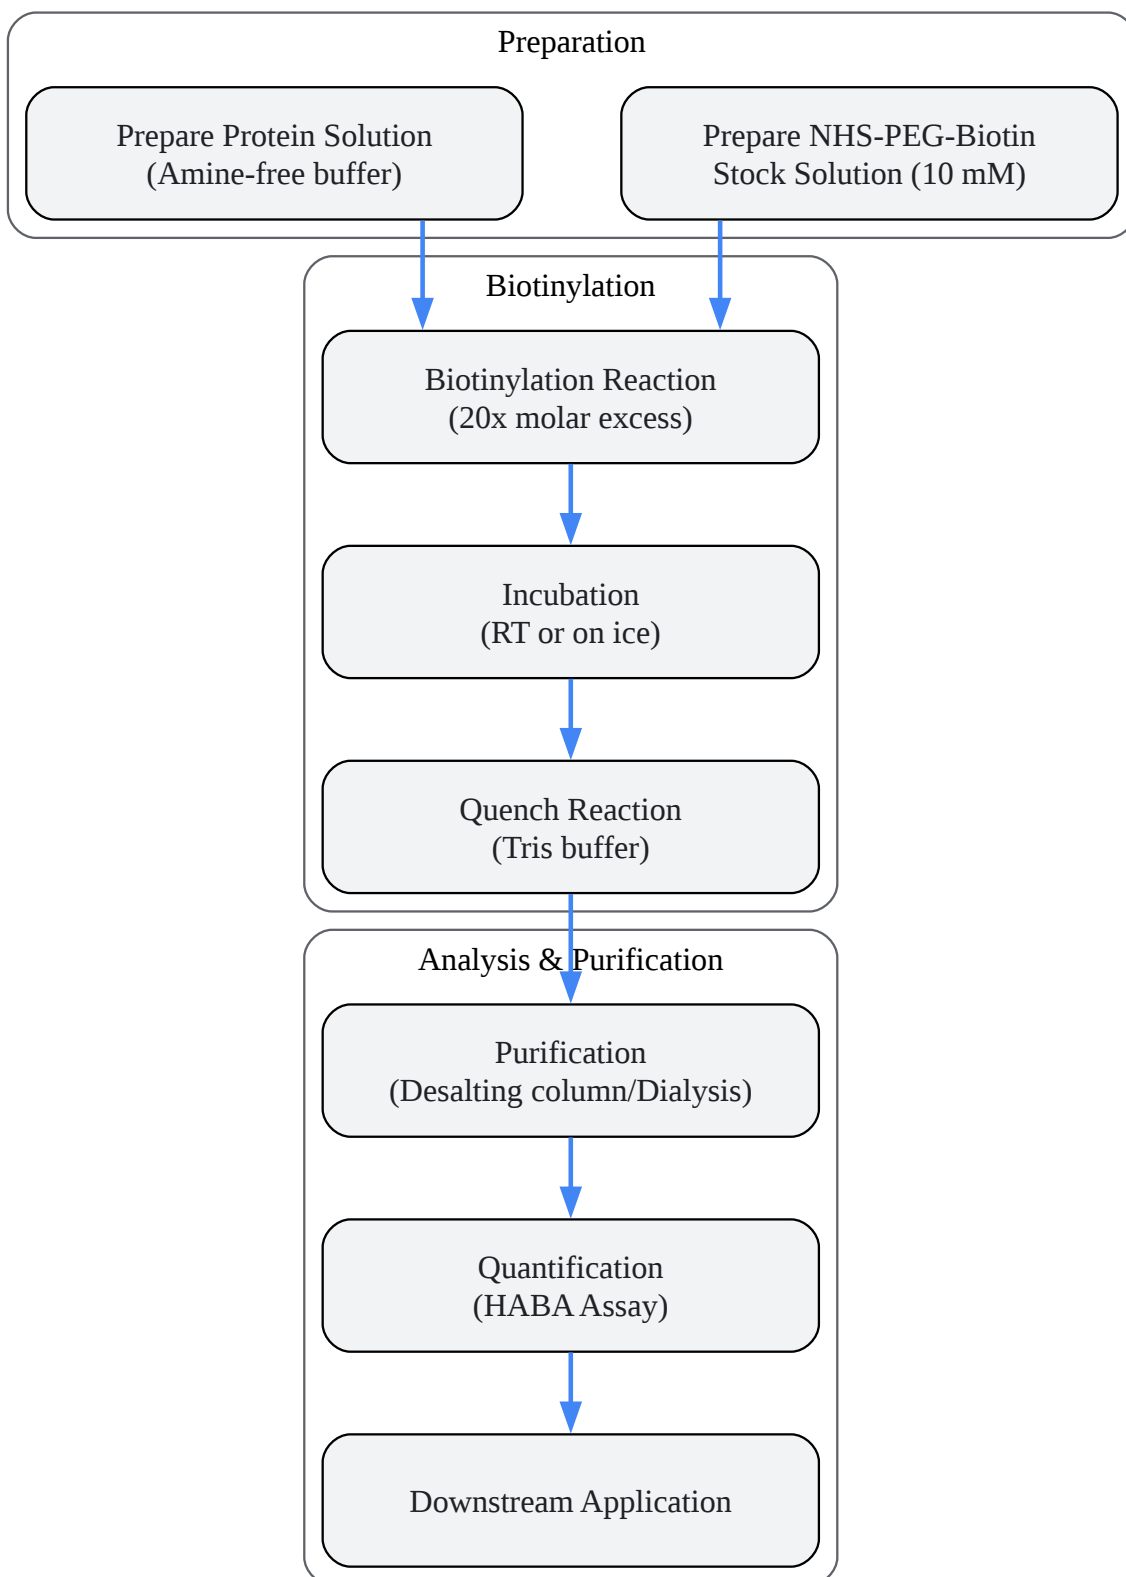 Preparation
Prepare Protein Solution
(Amine-free buffer)
Prepare NHS-PEG-Biotin
Stock Solution (10 mM)
Biotinylation
Biotinylation Reaction
(20x molar excess)
Incubation
(RT or on ice)
Quench Reaction
(Tris buffer)
Analysis & Purification
Purification
(Desalting column/Dialysis)
Quantification
(HABA Assay)
Downstream Application